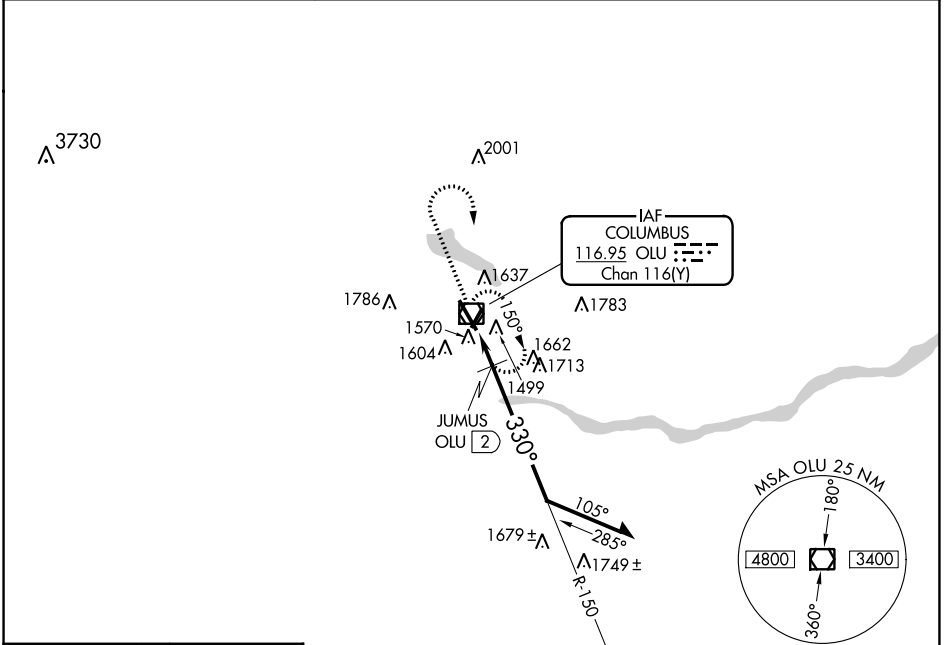 3730
2001
IAF
COLUMBUS
116.95 OLU
Chan 116(Y)
1637
1786
1783
150°
1570
1604
1662
1713
1499
JUMUS
OLU 2
330°
105°
285°
1679 ±
1749 ±
R-150
MSA OLU 25 NM
180°
4800
3400
360°